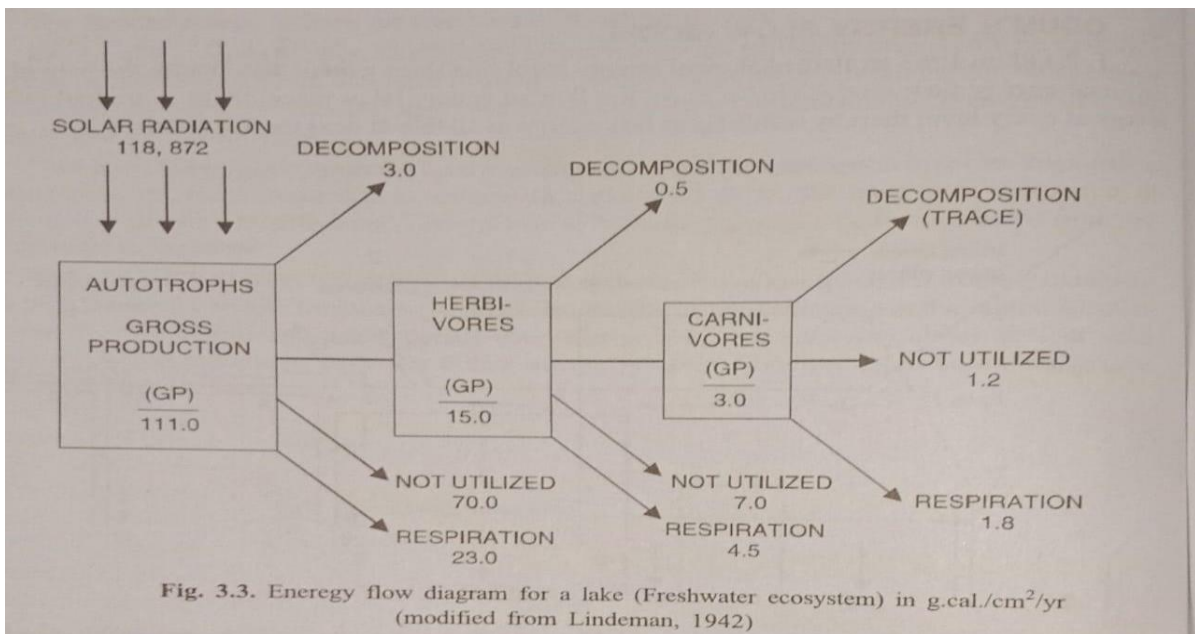 SOLAR RADIATION
118, 872
DECOMPOSITION
3.0
DECOMPOSITION
0.5
DECOMPOSITION
(TRACE)
AUTOTROPHS
GROSS
PRODUCTION
(GP)
111.0
HERBI-
VORES
(GP)
15.0
CARNI-
VORES
(GP)
3.0
NOT UTILIZED
1.2
NOT UTILIZED
70.0
RESPIRATION
23.0
NOT UTILIZED
7.0
RESPIRATION
4.5
RESPIRATION
1.8
Fig. 3.3. Eneregy flow diagram for a lake (Freshwater ecosystem) in g.cal./cm²/yr
(modified from Lindeman, 1942)